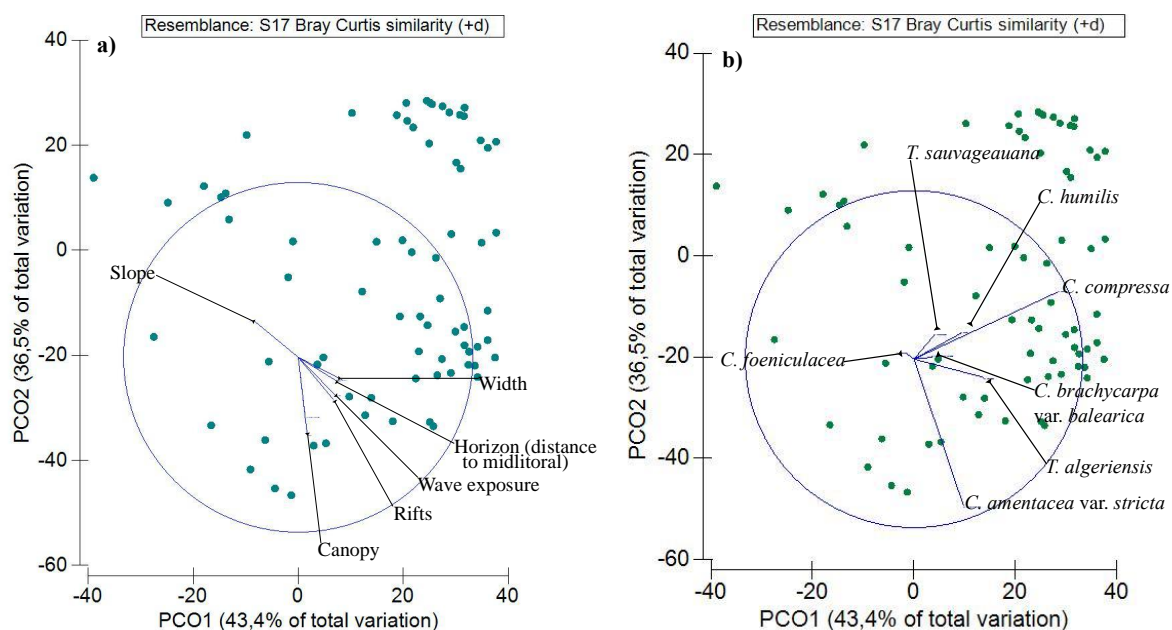 Resemblance: S17 Bray Curtis similarity (+d)
a)
40
20
0
-20
-40
-60
PCO2 (36,5% of total variation)
Slope
Width
Horizon (distance
to midlitoral)
Wave exposure
Rifts
Canopy
-40
-20
0
20
40
PCO1 (43,4% of total variation)
Resemblance: S17 Bray Curtis similarity (+d)
b)
40
20
0
-20
-40
-60
PCO2 (36,5% of total variation)
T. sauvageauana
C. humilis
C. compressa
C. foeniculacea
C. brachycarpa
var. balearica
T. algeriensis
C. amentacea var. stricta
-40
-20
0
20
40
PCO1 (43,4% of total variation)